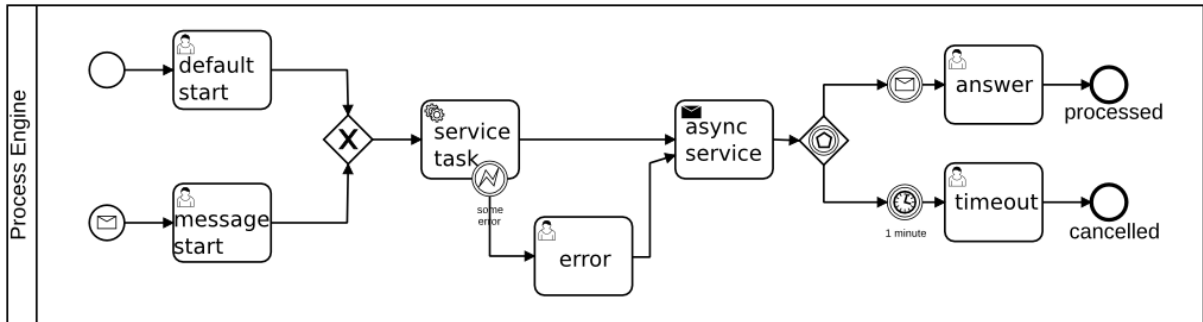 Process Engine
default
start
message
start
X
service
task
some
error
error
async
service
1 minute
answer
processed
timeout
cancelled